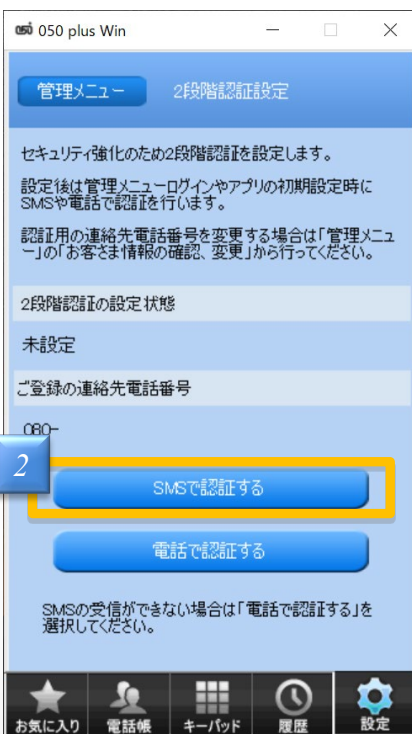 050 050 plus Win
管理メニュー 2段階認証設定
セキュリティ強化のため2段階認証を設定します。
設定後は管理メニューログインやアプリの初期設定時に
SMSや電話で認証を行います。
認証用の連絡先電話番号を変更する場合は「管理メニュ
ー」の「お客さま情報の確認、変更」から行ってください。
2段階認証の設定状態
未設定
ご登録の連絡先電話番号
080-
2
SMSで認証する
電話で認証する
SMSの受信ができない場合は「電話で認証する」を
選択してください。
お気に入り 電話帳 キーパッド 履歴 設定